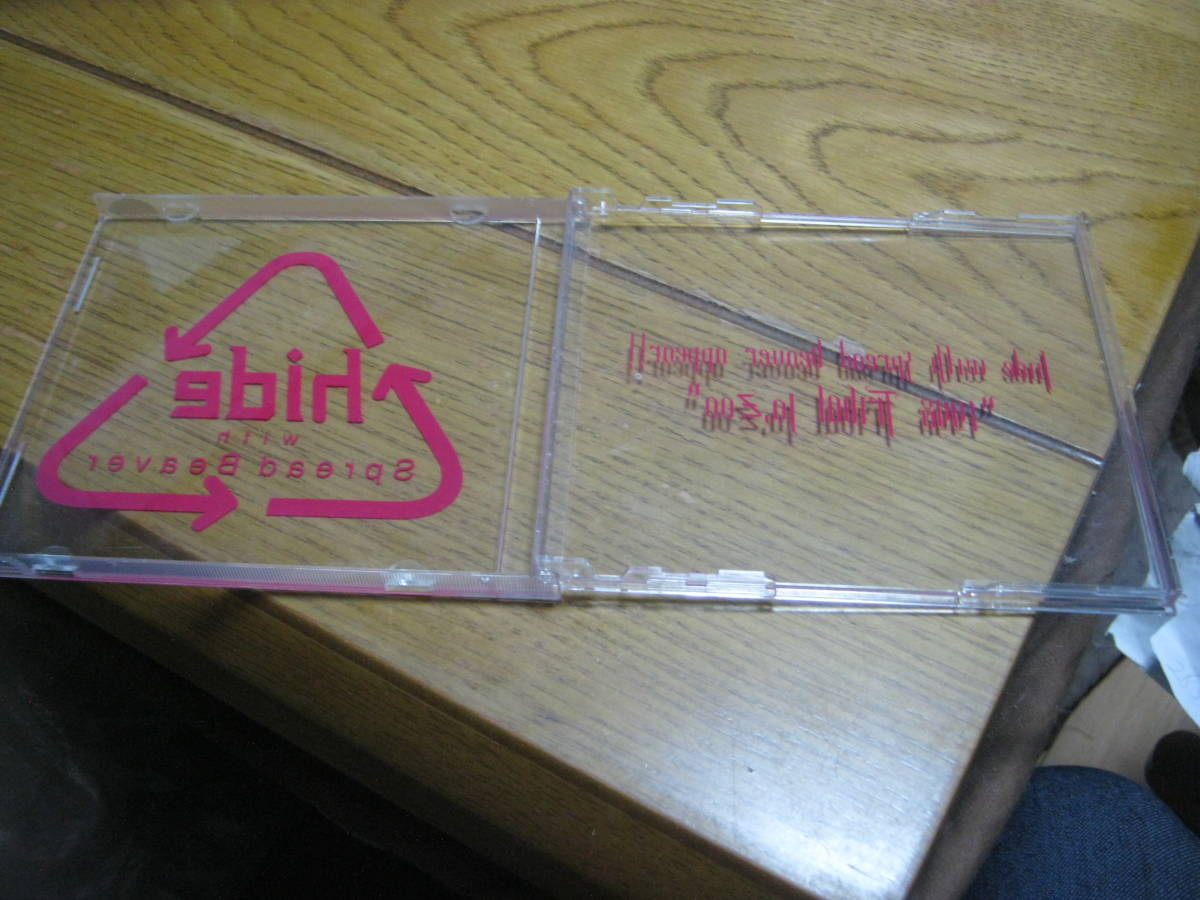 hide
with
Spread Beaver
hide with spread beaver appear!!
"1998 Tribal Ja,Zoo"